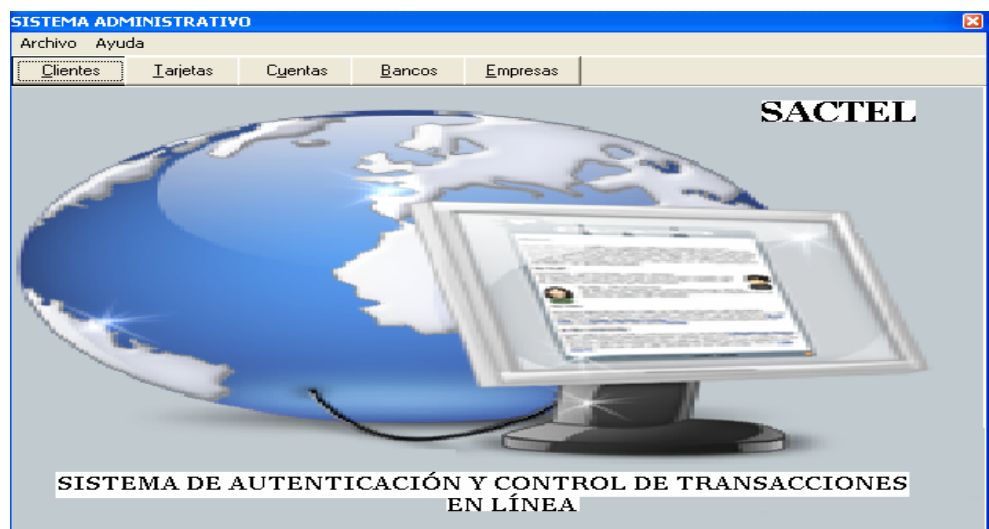 SISTEMA ADMINISTRATIVO
Archivo Ayuda
Clientes Tarjetas Cuentas Bancos Empresas
SACTEL
SISTEMA DE AUTENTICACIÓN Y CONTROL DE TRANSACCIONES
EN LÍNEA